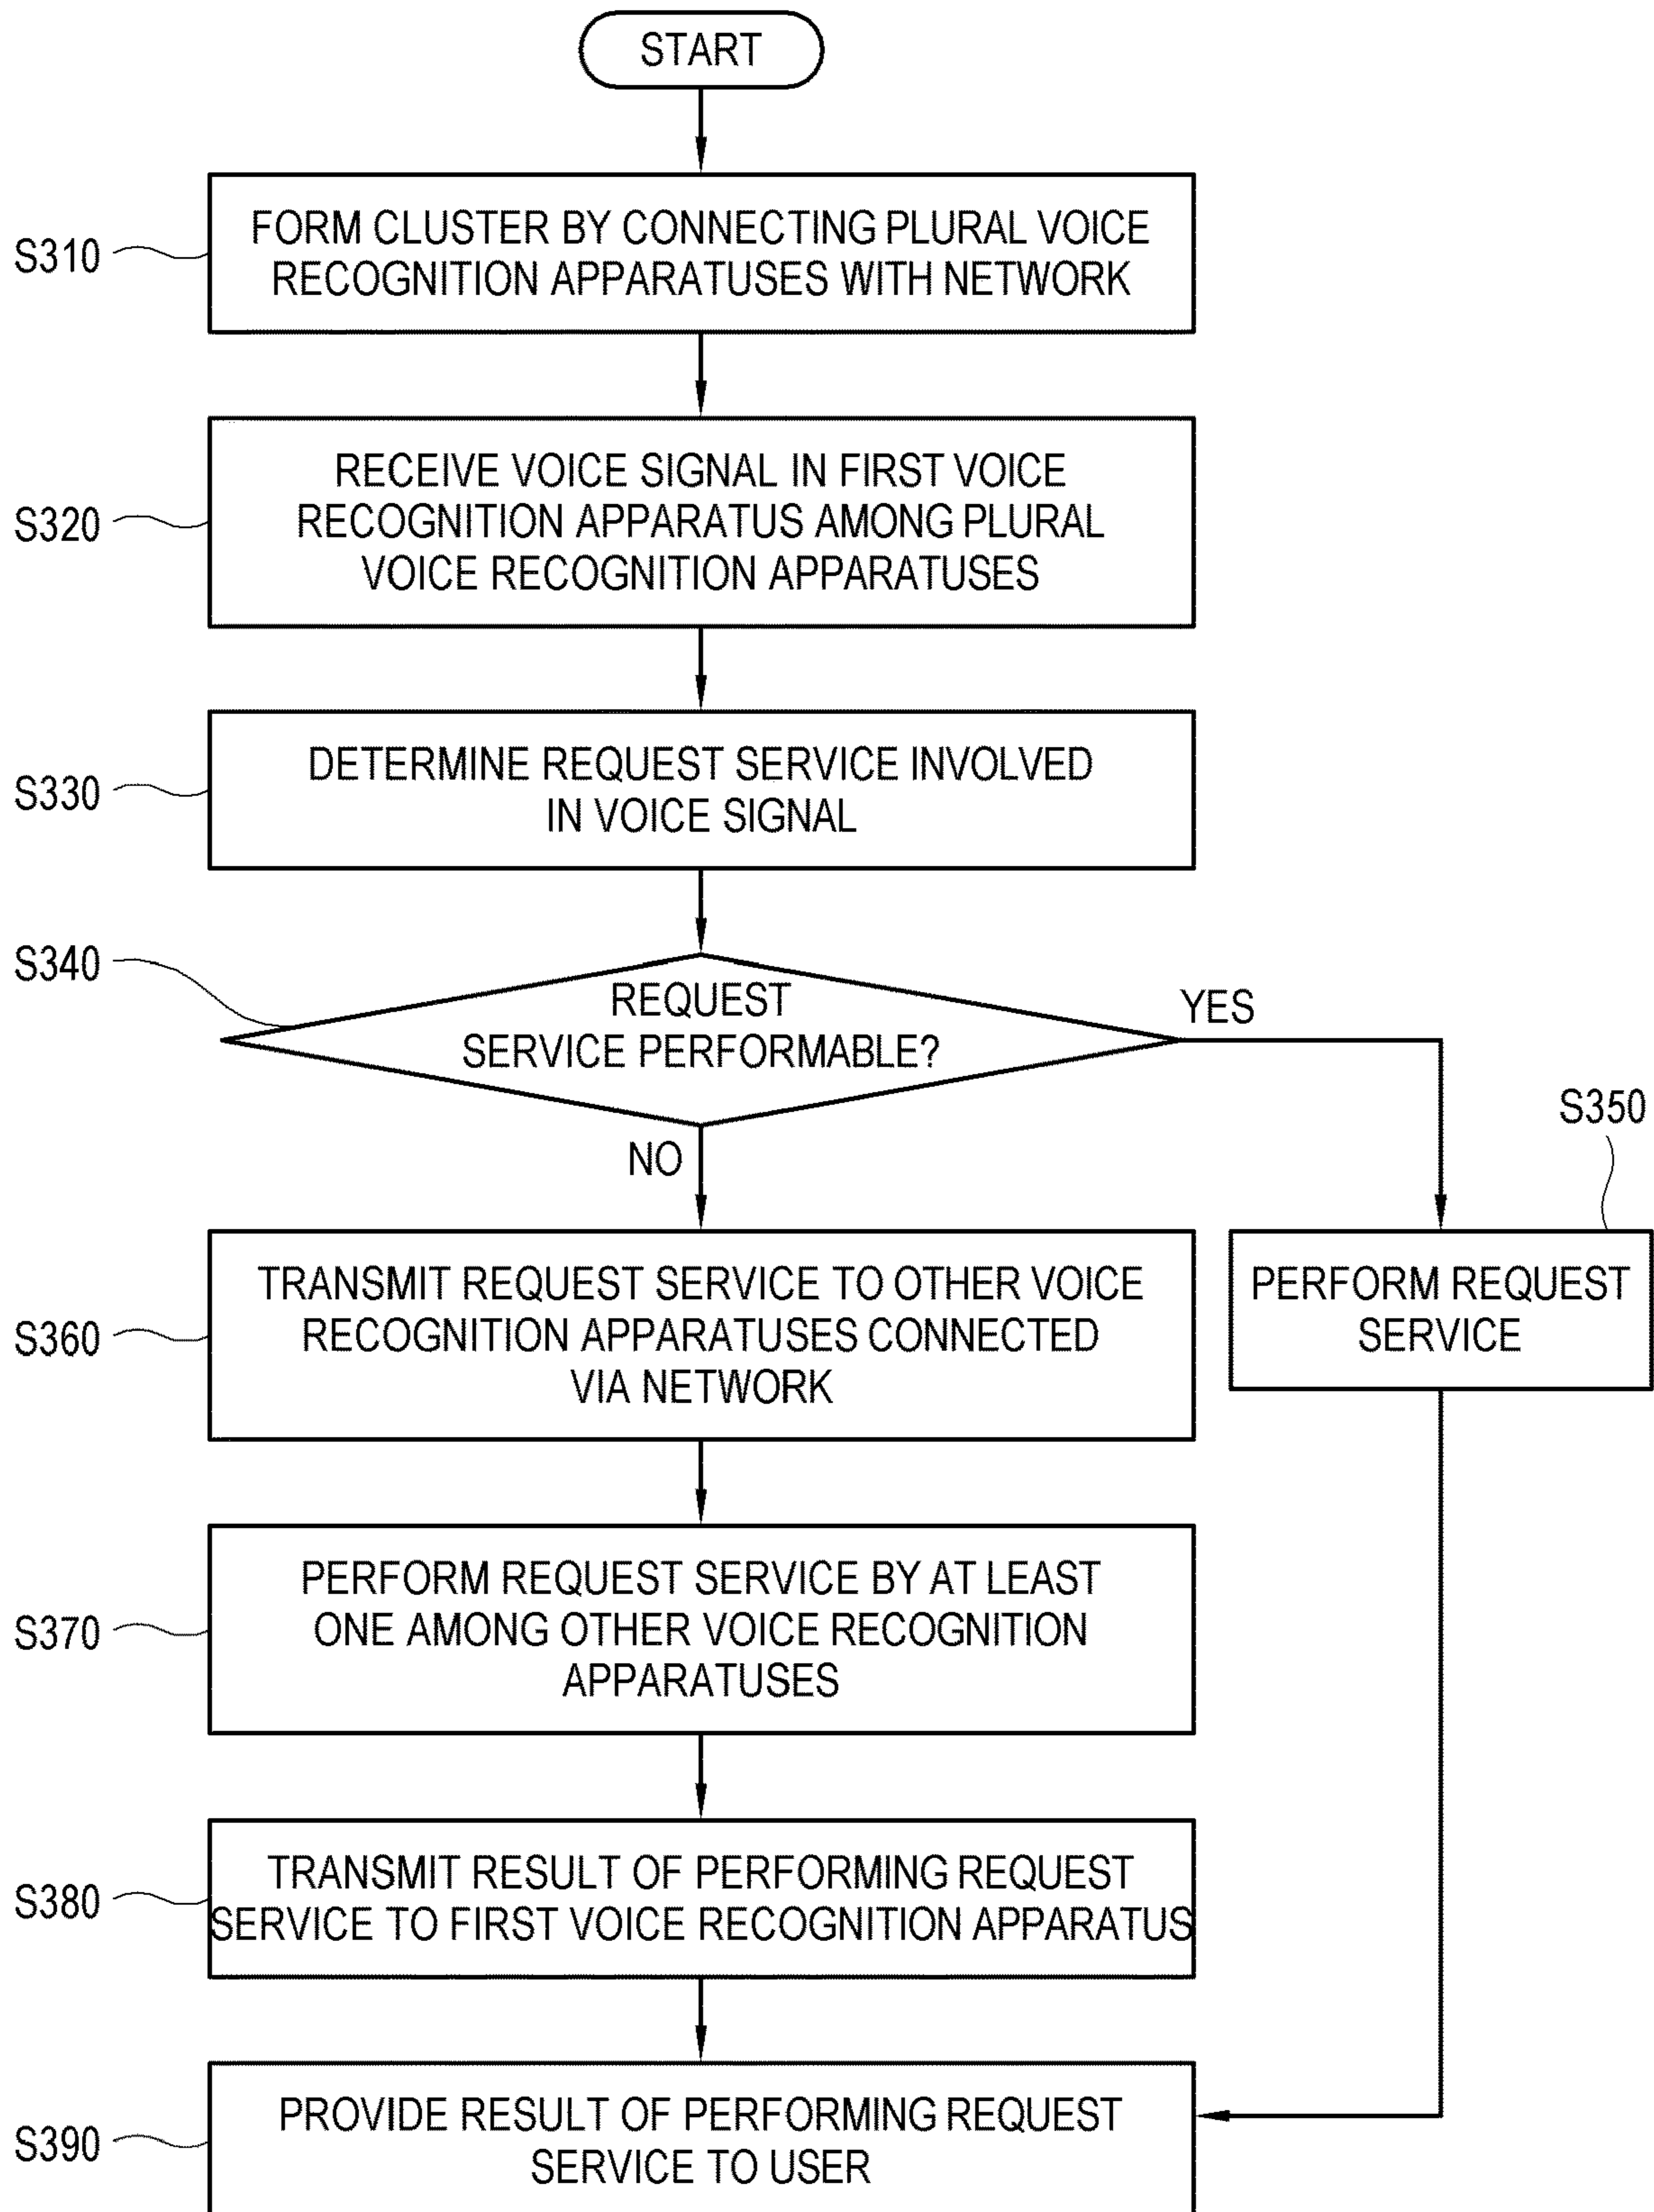 START
S310
FORM CLUSTER BY CONNECTING PLURAL VOICE
RECOGNITION APPARATUSES WITH NETWORK
S320
RECEIVE VOICE SIGNAL IN FIRST VOICE
RECOGNITION APPARATUS AMONG PLURAL
VOICE RECOGNITION APPARATUSES
S330
DETERMINE REQUEST SERVICE INVOLVED
IN VOICE SIGNAL
S340
REQUEST
SERVICE PERFORMABLE?
YES
NO
S350
PERFORM REQUEST
SERVICE
S360
TRANSMIT REQUEST SERVICE TO OTHER VOICE
RECOGNITION APPARATUSES CONNECTED
VIA NETWORK
S370
PERFORM REQUEST SERVICE BY AT LEAST
ONE AMONG OTHER VOICE RECOGNITION
APPARATUSES
S380
TRANSMIT RESULT OF PERFORMING REQUEST
SERVICE TO FIRST VOICE RECOGNITION APPARATUS
S390
PROVIDE RESULT OF PERFORMING REQUEST
SERVICE TO USER